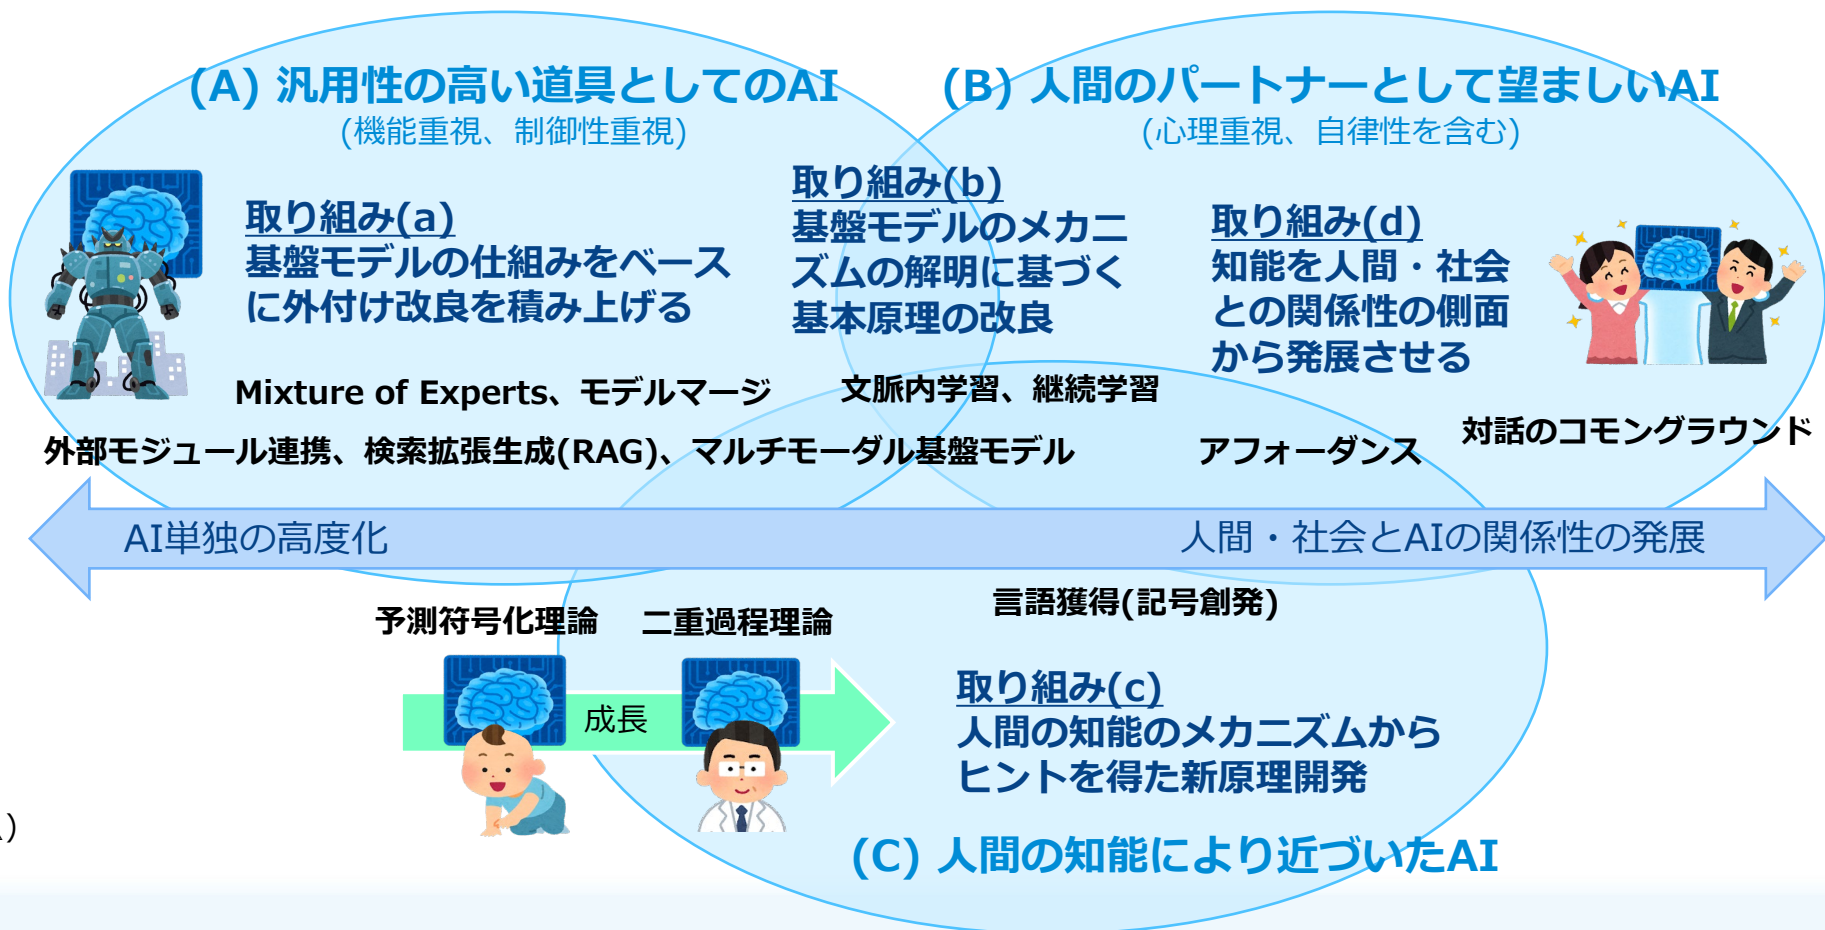 (A) 汎用性の高い道具としてのAI
(機能重視、制御性重視)
(B) 人間のパートナーとして望ましいAI
(心理重視、自律性を含む)
取り組み(a)
基盤モデルの仕組みをベース
に外付け改良を積み上げる
取り組み(b)
基盤モデルのメカニ
ズムの解明に基づく
基本原理の改良
取り組み(d)
知能を人間・社会
との関係性の側面
から発展させる
Mixture of Experts、モデルマージ
文脈内学習、継続学習
外部モジュール連携、検索拡張生成(RAG)、マルチモーダル基盤モデル
アフォーダンス
対話のコモングラウンド
AI単独の高度化
人間・社会とAIの関係性の発展
予測符号化理論
二重過程理論
言語獲得(記号創発)
成長
取り組み(c)
人間の知能のメカニズムから
ヒントを得た新原理開発
(C) 人間の知能により近づいたAI